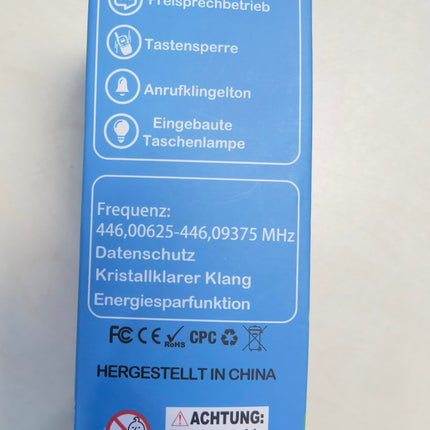 Freisprechbetrieb
Tastensperre
Anrufklingelton
Eingebaute
Taschenlampe
Frequenz:
446,00625-446,09375 MHz
Datenschutz
Kristallklarer Klang
Energiesparfunktion
FC CE RoHS CPC
HERGESTELLT IN CHINA
ACHTUNG: